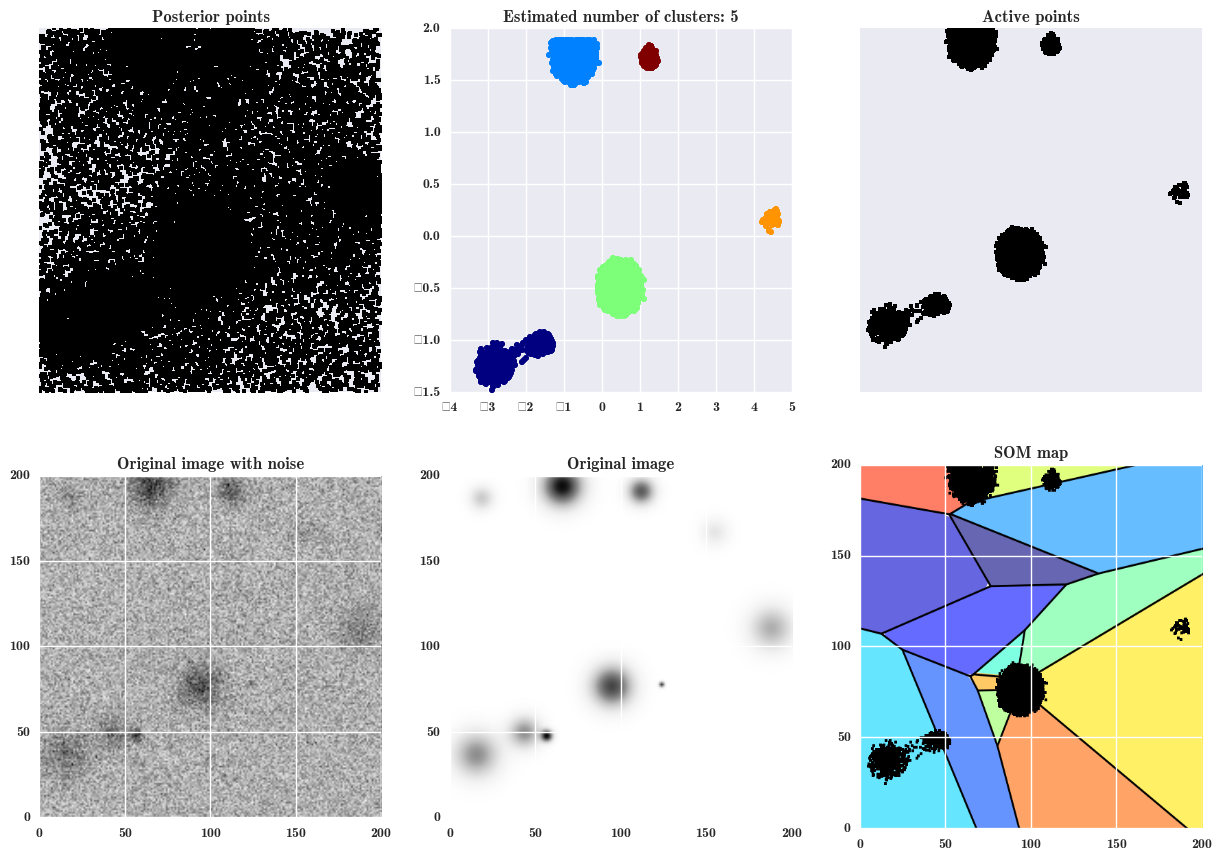 Posterior points
Estimated number of clusters: 5
Active points
2.0
1.5
1.0
0.5
0.0
□0.5
□1.0
□1.5
□4 □3 □2 □1 0 1 2 3 4 5
Original image with noise
Original image
SOM map
200
150
100
50
0
0 50 100 150 200
200
150
100
50
0
0 50 100 150 200
200
150
100
50
0
0 50 100 150 200